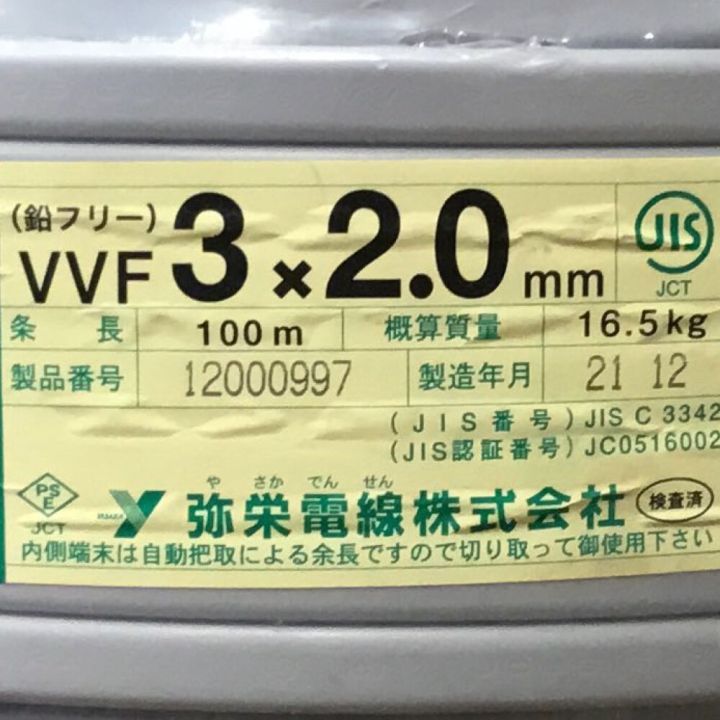 (鉛フリー)
VVF 3×2.0mm
JIS
JCT
条長 100m 概算質量 16.5kg
製品番号 12000997 製造年月 21 12
(JIS番号) JIS C 3342
(JIS認証番号) JC0516002
PS
E
JCT
や さか でん せん
弥栄電線株式会社
検査済
内側端末は自動把取による余長ですので切り取って御使用下さい